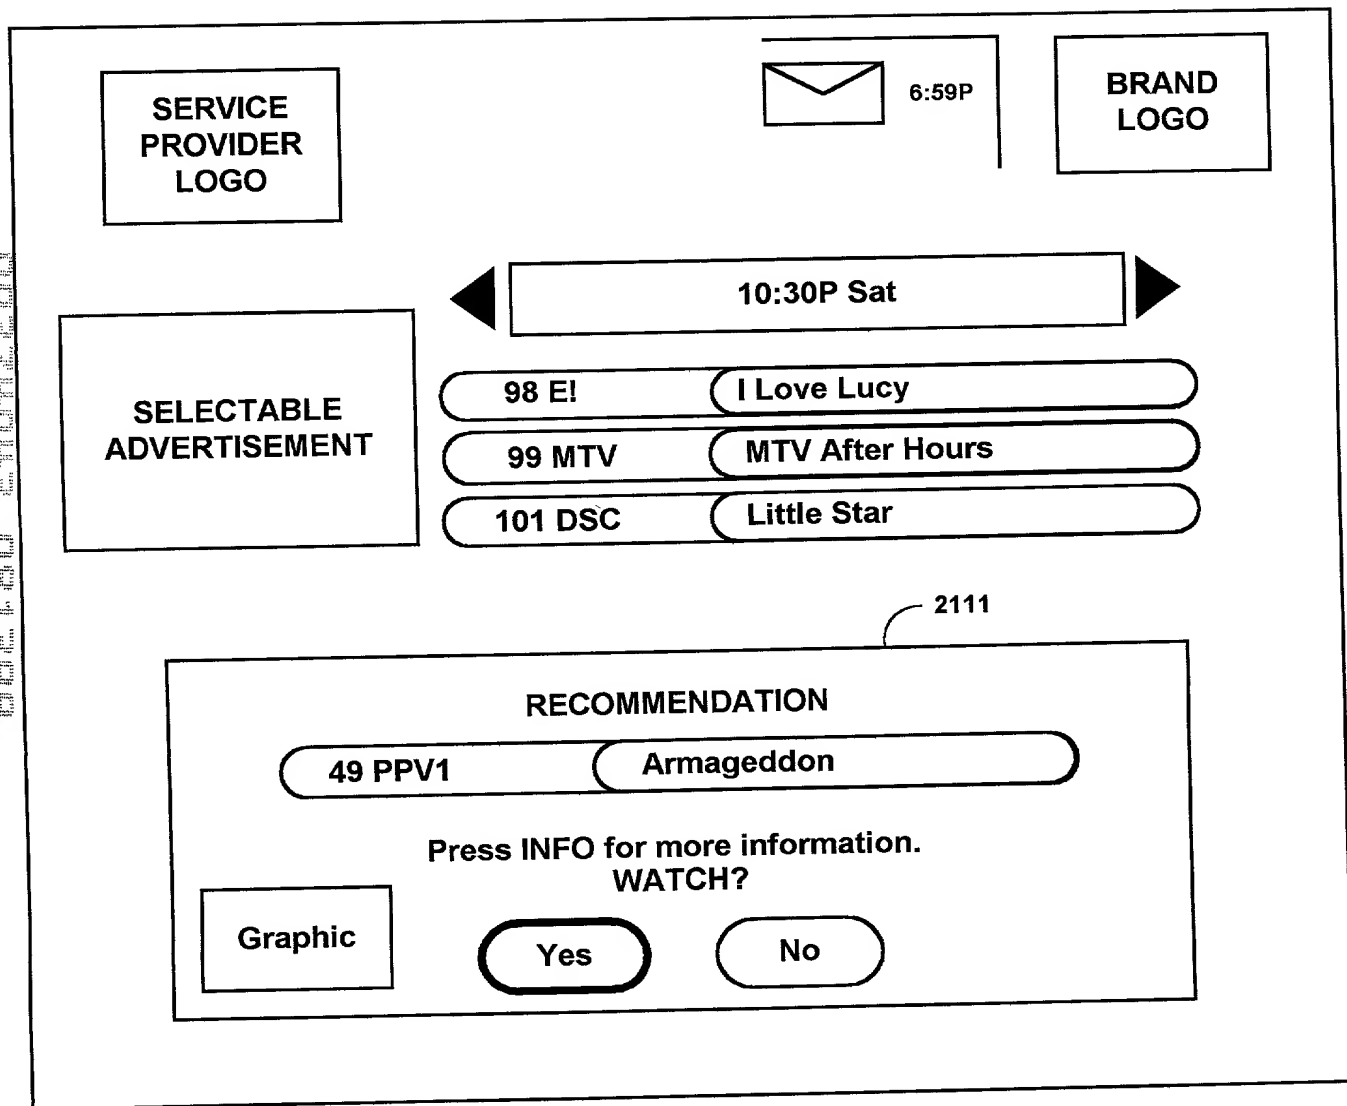 SERVICE
PROVIDER
LOGO
6:59P
BRAND
LOGO
10:30P Sat
SELECTABLE
ADVERTISEMENT
98 E! I Love Lucy
99 MTV MTV After Hours
101 DSC Little Star
2111
RECOMMENDATION
49 PPV1 Armageddon
Press INFO for more information.
WATCH?
Graphic
Yes
No